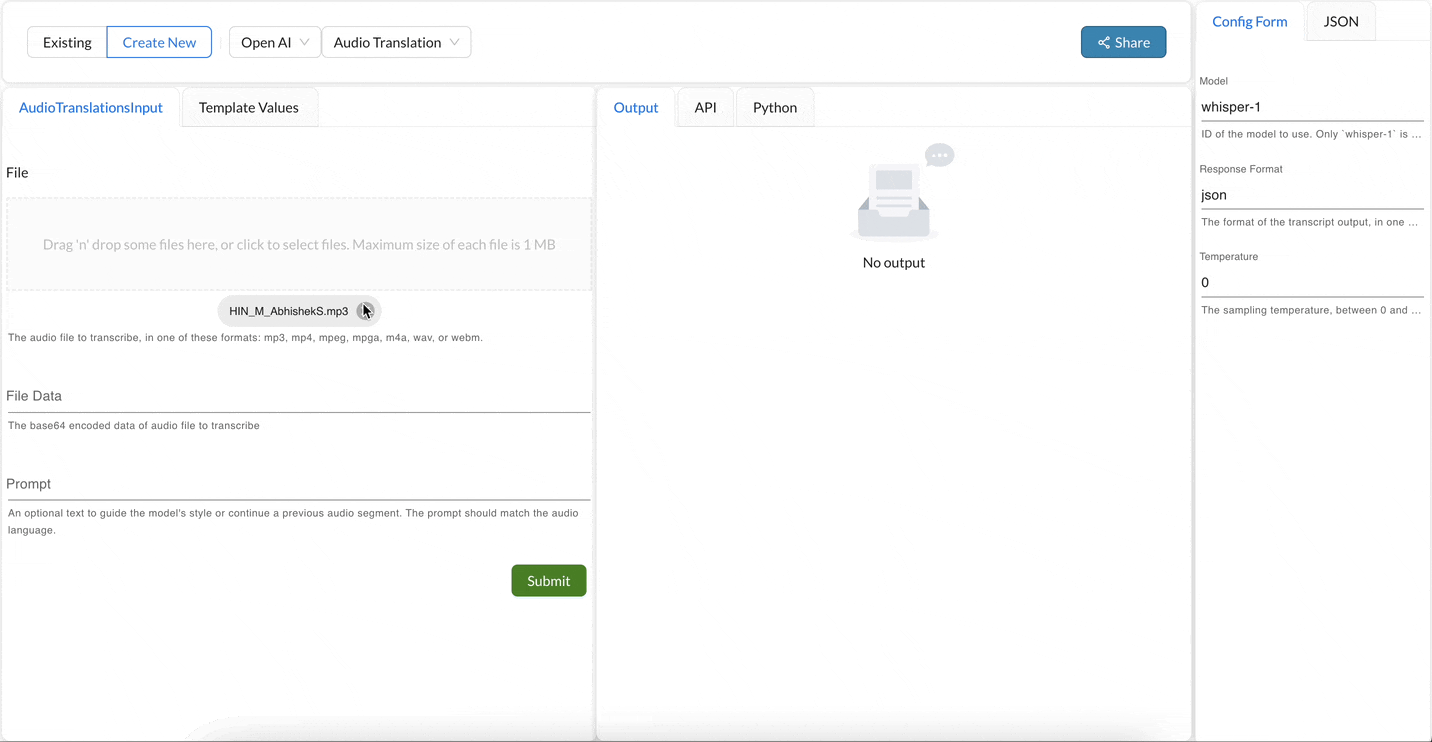 Existing
Create New
Open AI
Audio Translation
Share
Config Form
JSON
AudioTranslationsInput
Template Values
File
Drag 'n' drop some files here, or click to select files. Maximum size of each file is 1 MB
HIN_M_AbhishekS.mp3
The audio file to transcribe, in one of these formats: mp3, mp4, mpeg, mpga, m4a, wav, or webm.
File Data
The base64 encoded data of audio file to transcribe
Prompt
An optional text to guide the model's style or continue a previous audio segment. The prompt should match the audio
language.
Submit
Output
API
Python
No output
Model
whisper-1
ID of the model to use. Only `whisper-1` is ...
Response Format
json
The format of the transcript output, in one ...
Temperature
0
The sampling temperature, between 0 and ...